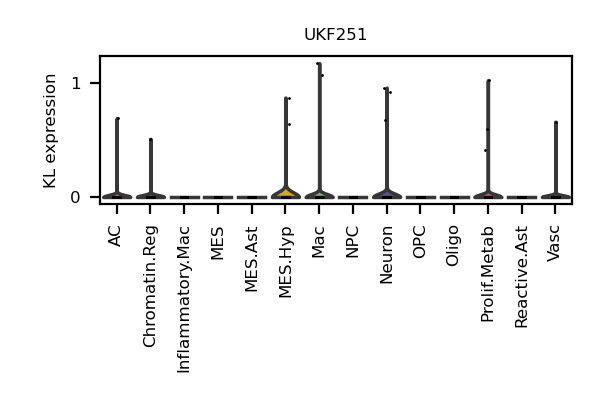 UKF251
KL expression
1
0
AC
Chromatin.Reg
Inflammatory.Mac
MES
MES.Ast
MES.Hyp
Mac
NPC
Neuron
OPC
Oligo
Prolif.Metab
Reactive.Ast
Vasc